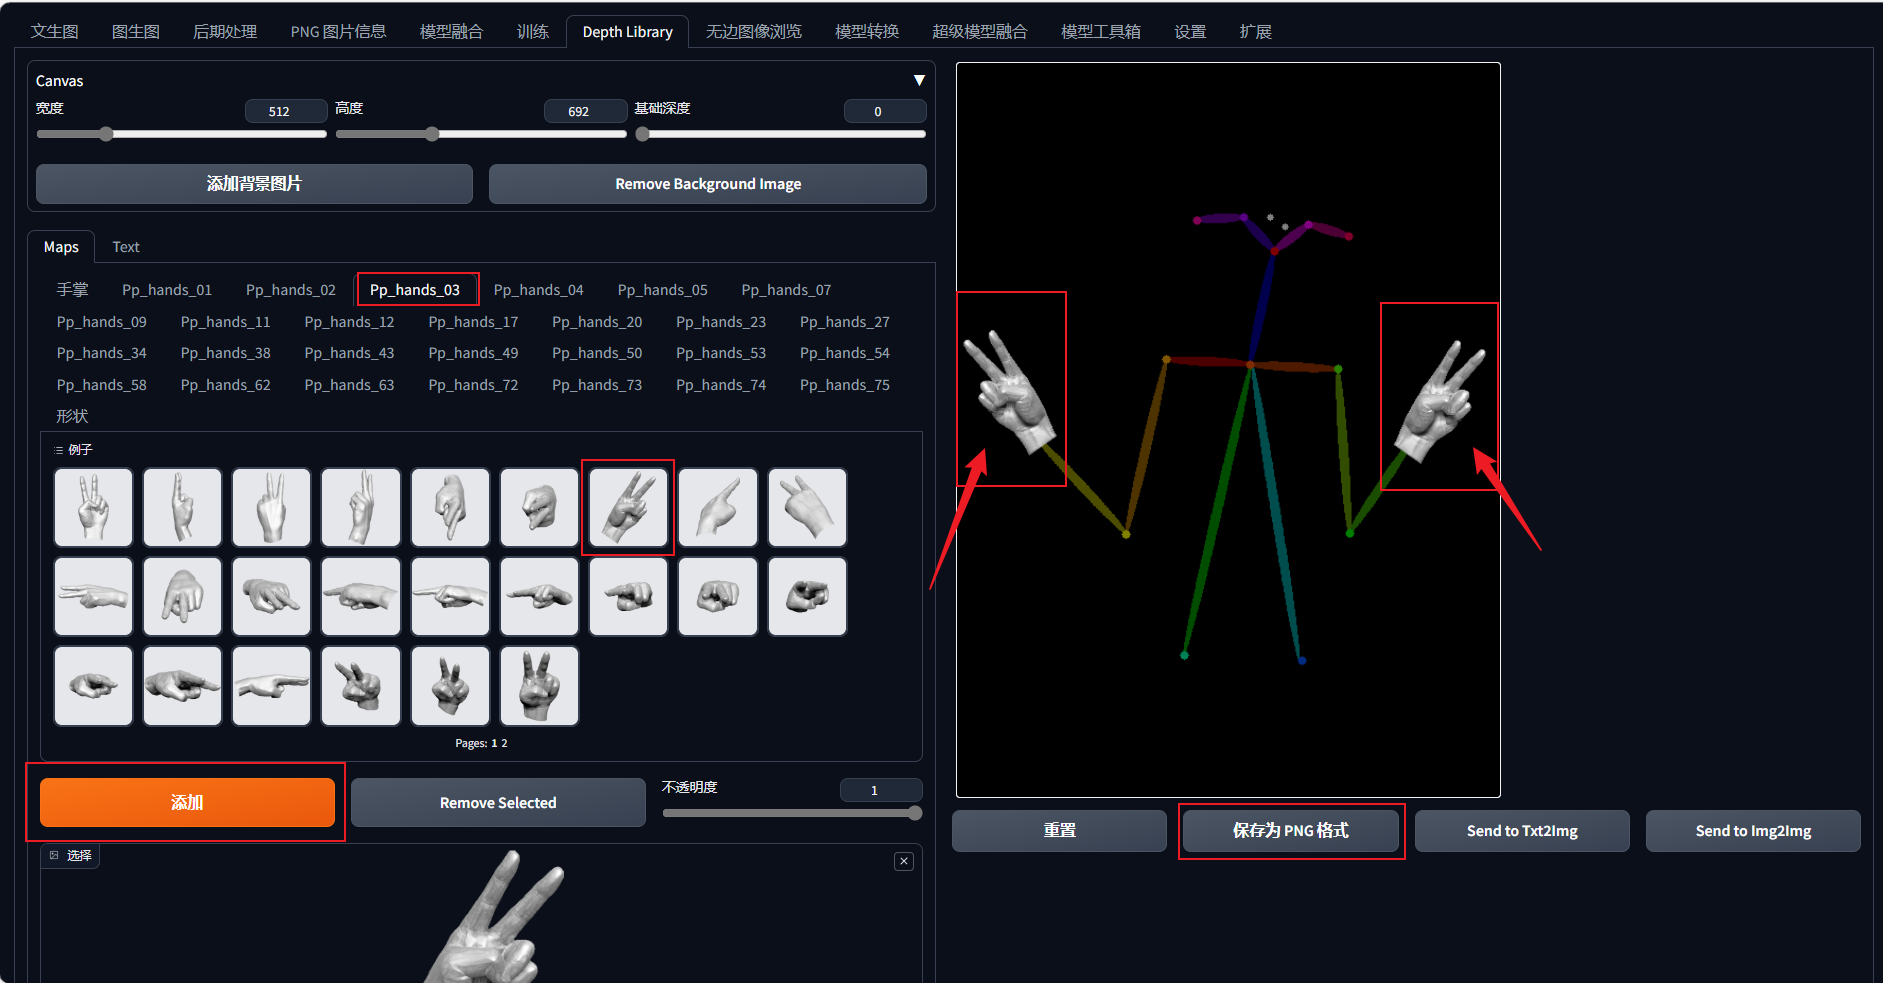 文生图 图生图 后期处理 PNG 图片信息 模型融合 训练 Depth Library 无边图像浏览 模型转换 超级模型融合 模型工具箱 设置 扩展
Canvas ▼
宽度 512 高度 692 基础深度 0
添加背景图片 Remove Background Image
Maps Text
手掌 Pp_hands_01 Pp_hands_02 Pp_hands_03 Pp_hands_04 Pp_hands_05 Pp_hands_07
Pp_hands_09 Pp_hands_11 Pp_hands_12 Pp_hands_17 Pp_hands_20 Pp_hands_23 Pp_hands_27
Pp_hands_34 Pp_hands_38 Pp_hands_43 Pp_hands_49 Pp_hands_50 Pp_hands_53 Pp_hands_54
Pp_hands_58 Pp_hands_62 Pp_hands_63 Pp_hands_72 Pp_hands_73 Pp_hands_74 Pp_hands_75
形状
例子
Pages: 1 2
添加 Remove Selected 不透明度 1
选择
重置 保存为 PNG 格式 Send to Txt2Img Send to Img2Img